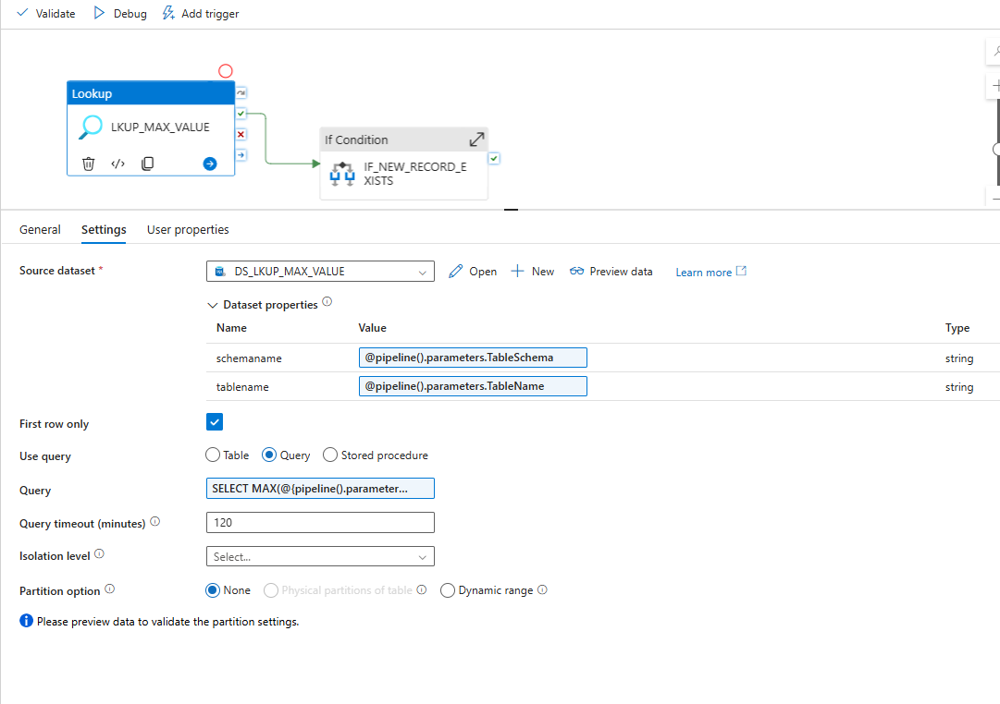 Validate Debug Add trigger
Lookup
LKUP_MAX_VALUE
If Condition
IF_NEW_RECORD_E
XISTS
General Settings User properties
Source dataset * DS_LKUP_MAX_VALUE Open New Preview data Learn more
Dataset properties
Name Value Type
schemaname @pipeline().parameters.TableSchema string
tablename @pipeline().parameters.TableName string
First row only
Use query Table Query Stored procedure
Query SELECT MAX(@{pipeline().parameter...
Query timeout (minutes) 120
Isolation level Select...
Partition option None Physical partitions of table Dynamic range
Please preview data to validate the partition settings.